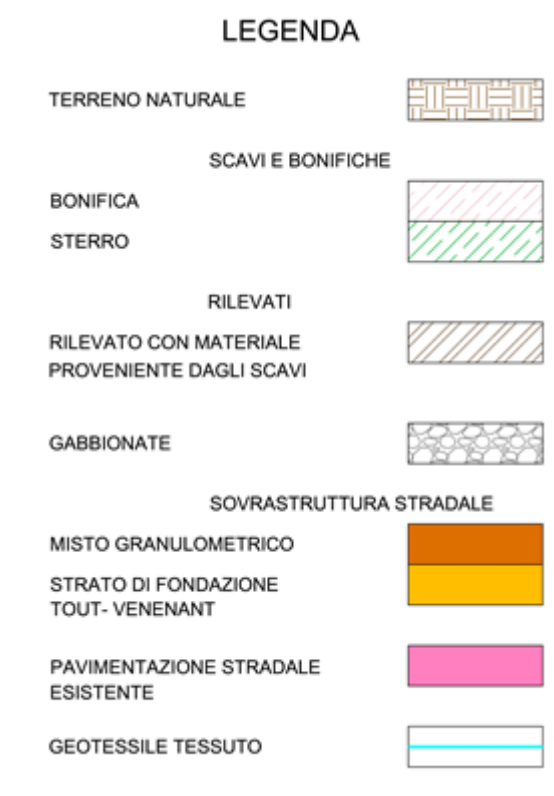 LEGENDA
TERRENO NATURALE
SCAVI E BONIFICHE
BONIFICA
STERRO
RILEVATI
RILEVATO CON MATERIALE
PROVENIENTE DAGLI SCAVI
GABBIONATE
SOVRASTRUTTURA STRADALE
MISTO GRANULOMETRICO
STRATO DI FONDAZIONE
TOUT- VENENANT
PAVIMENTAZIONE STRADALE
ESISTENTE
GEOTESSILE TESSUTO